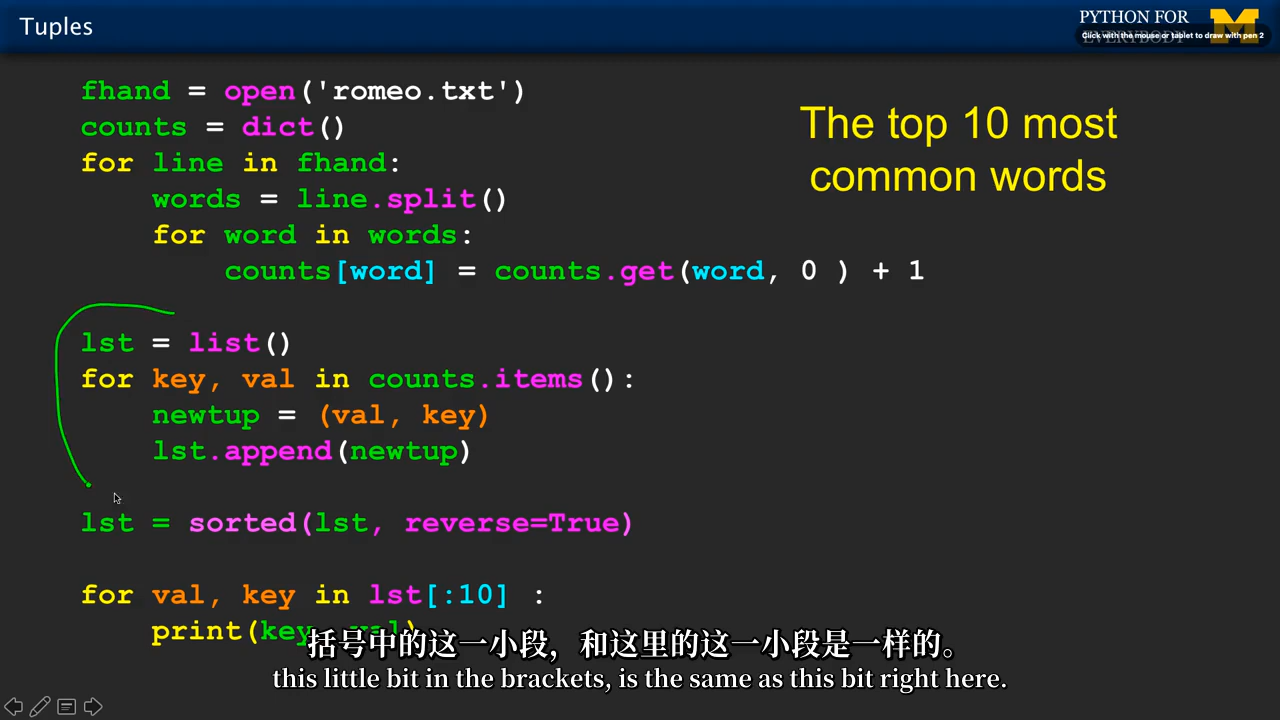 Tuples
PYTHON FOR
EVERYBODY
Click with the mouse or tablet to draw with pen 2
fhand = open('romeo.txt')
counts = dict()
for line in fhand:
    words = line.split()
    for word in words:
        counts[word] = counts.get(word, 0 ) + 1
The top 10 most
common words
lst = list()
for key, val in counts.items():
    newtup = (val, key)
    lst.append(newtup)
lst = sorted(lst, reverse=True)
for val, key in lst[:10] :
    print(key, val)
括号中的这一小段，和这里的这一小段是一样的。
this little bit in the brackets, is the same as this bit right here.